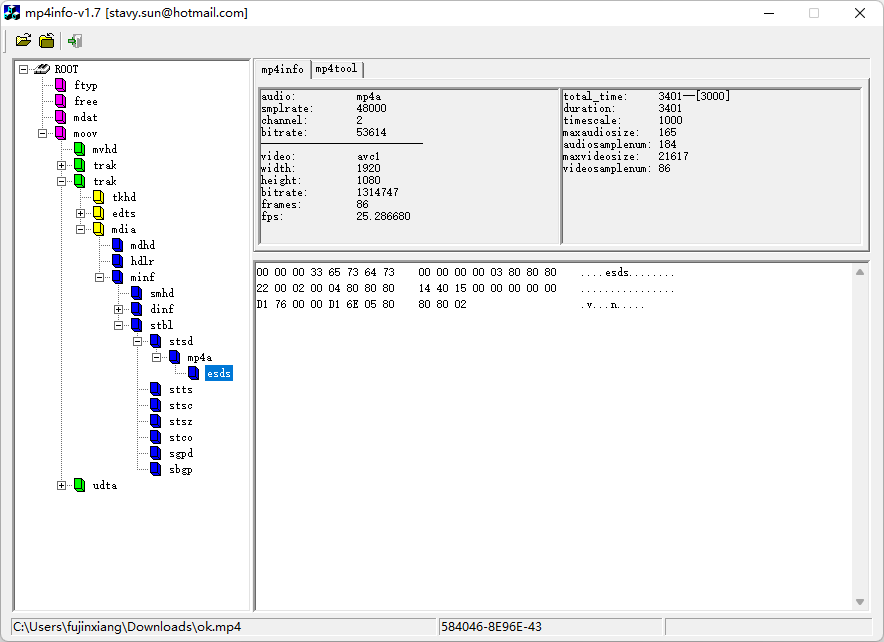 mp4info-v1.7 [stavy.sun@hotmail.com]
ROOT
ftyp
free
mdat
moov
mvhd
trak
trak
tkhd
edts
mdia
mdhd
hdlr
minf
smhd
dinf
stbl
stsd
mp4a
esds
stts
stsc
stsz
stco
sgpd
sbgp
udta
mp4info mp4tool
audio: mp4a
smplrate: 48000
channel: 2
bitrate: 53614
video: avc1
width: 1920
height: 1080
bitrate: 1314747
frames: 86
fps: 25.286680
total_time: 3401--[3000]
duration: 3401
timescale: 1000
maxaudiosize: 165
audiosamplenum: 184
maxvideosize: 21617
videosamplenum: 86
00 00 00 33 65 73 64 73 00 00 00 00 03 80 80 80 ....esds........
22 00 02 00 04 80 80 80 14 40 15 00 00 00 00 00 ................
D1 76 00 00 D1 6E 05 80 80 80 02 .v...n.....
C:\Users\fujinxiang\Downloads\ok.mp4
584046-8E96E-43